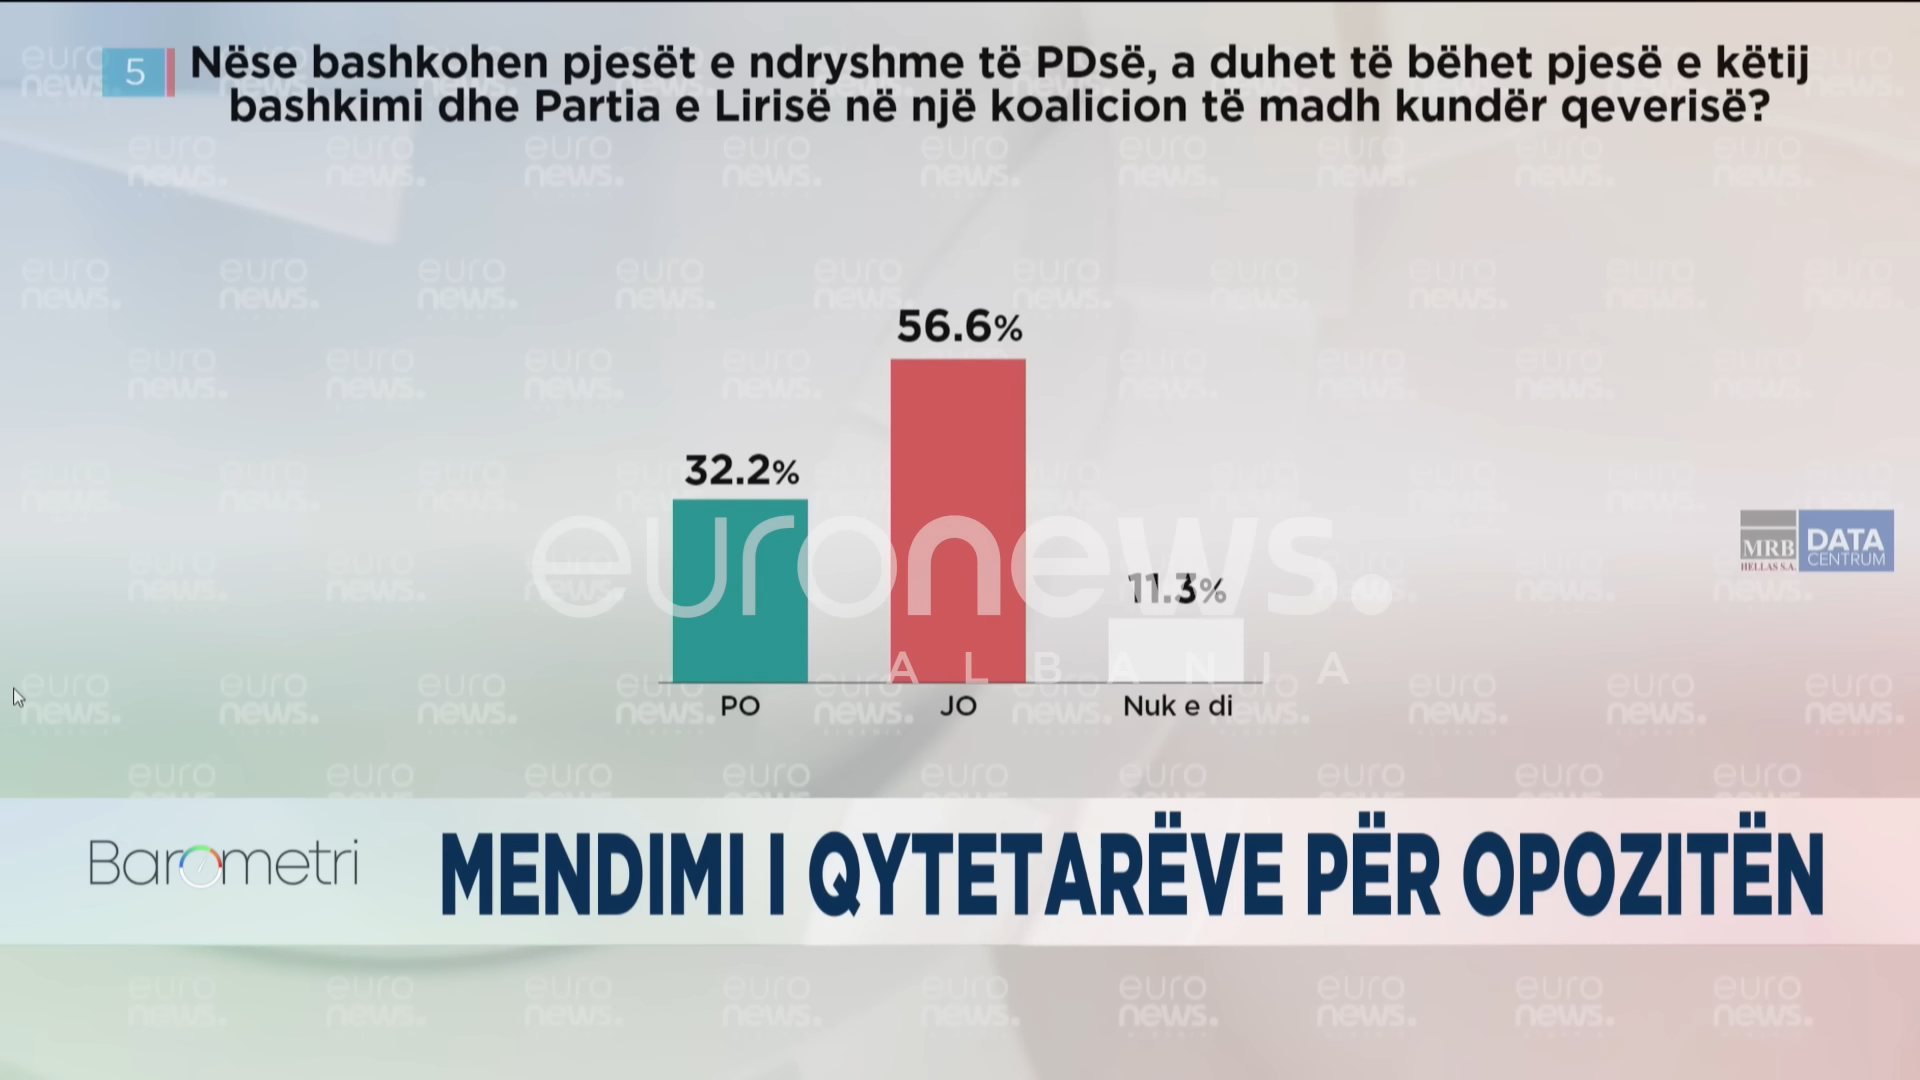 5
Nëse bashkohen pjesët e ndryshme të PDsë, a duhet të bëhet pjesë e këtij
bashkimi dhe Partia e Lirisë në një koalicion të madh kundër qeverisë?
56.6%
32.2%
11.3%
euronews.
ALBANIA
PO
JO
Nuk e di
MRB
HELLAS S.A.
DATA
CENTRUM
Barometri
MENDIMI I QYTETARËVE PËR OPOZITËN